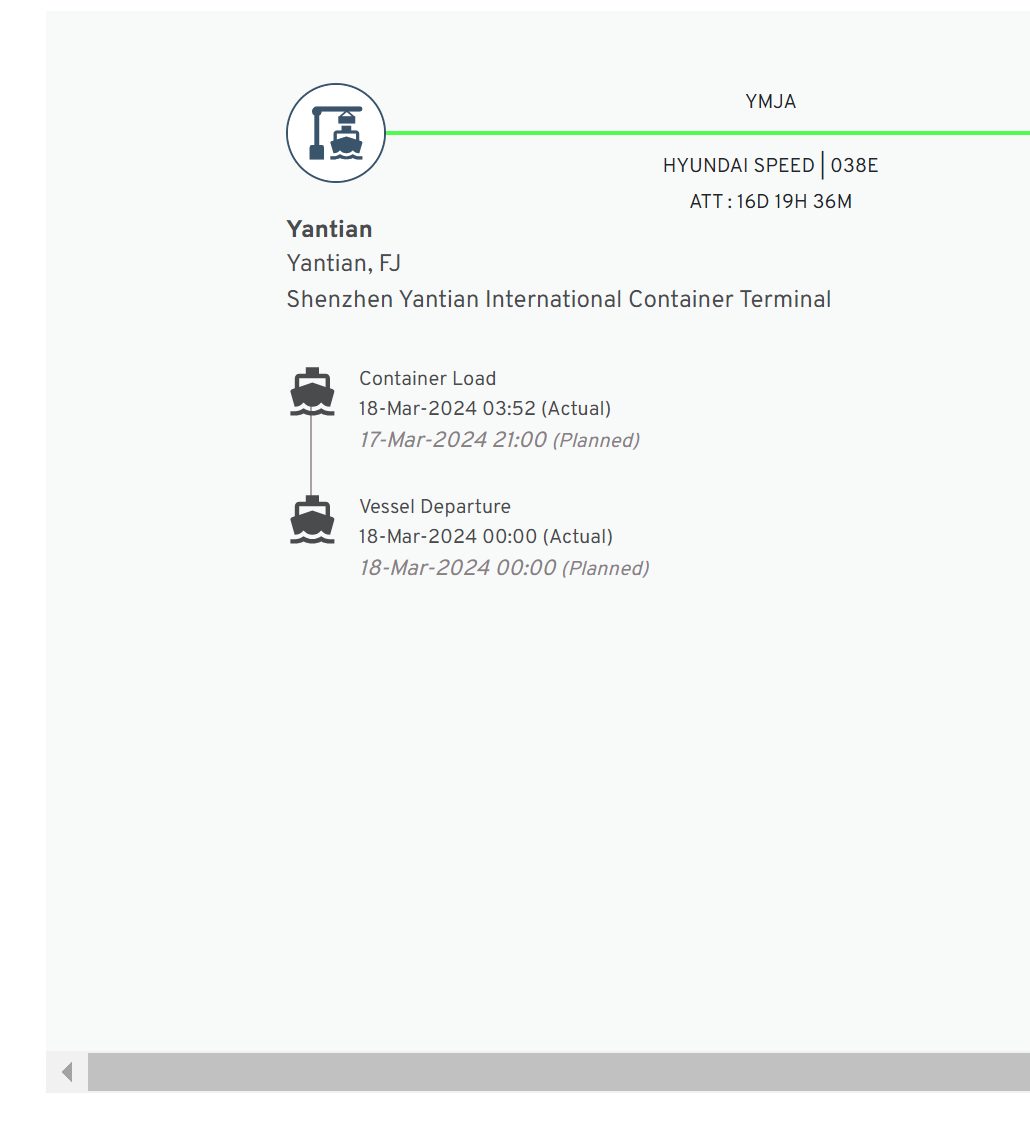 YMJA
HYUNDAI SPEED | 038E
ATT : 16D 19H 36M
Yantian
Yantian, FJ
Shenzhen Yantian International Container Terminal
Container Load
18-Mar-2024 03:52 (Actual)
17-Mar-2024 21:00 (Planned)
Vessel Departure
18-Mar-2024 00:00 (Actual)
18-Mar-2024 00:00 (Planned)